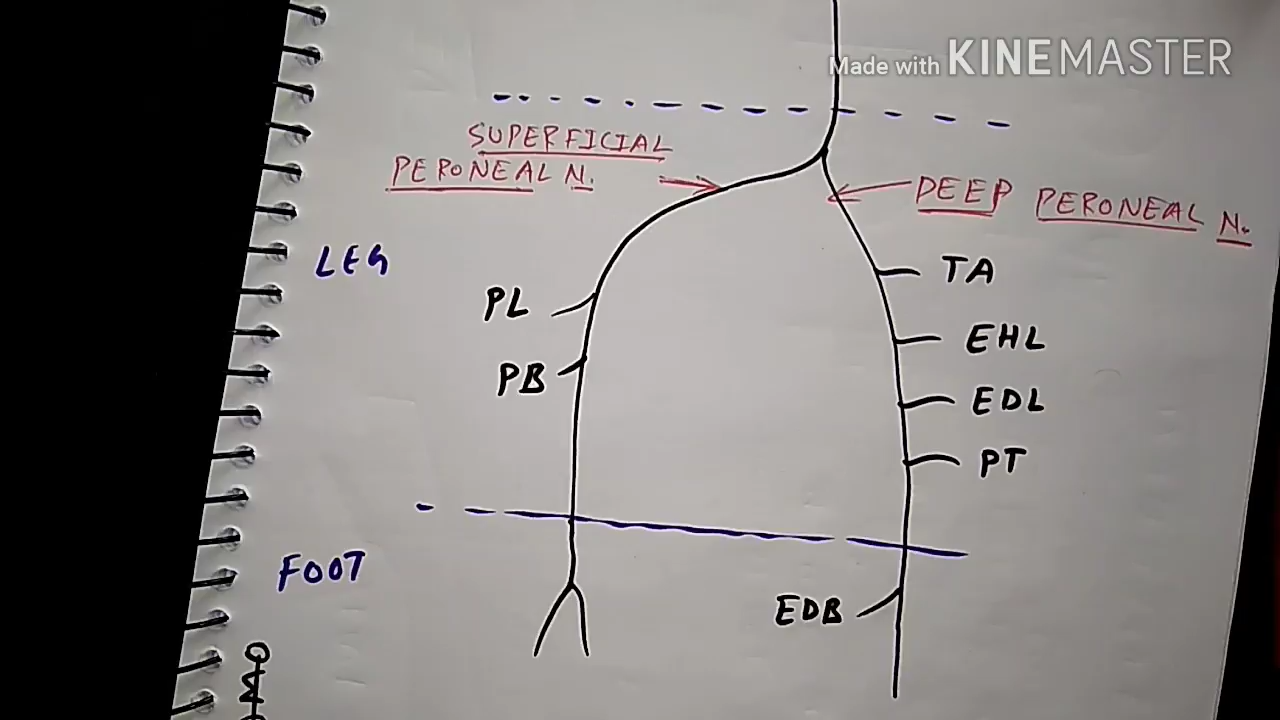 Made with KINEMASTER
SUPERFICIAL
PERONEAL N.
DEEP PERONEAL N.
LEG
TA
PL
EHL
PB
EDL
PT
FOOT
EDB